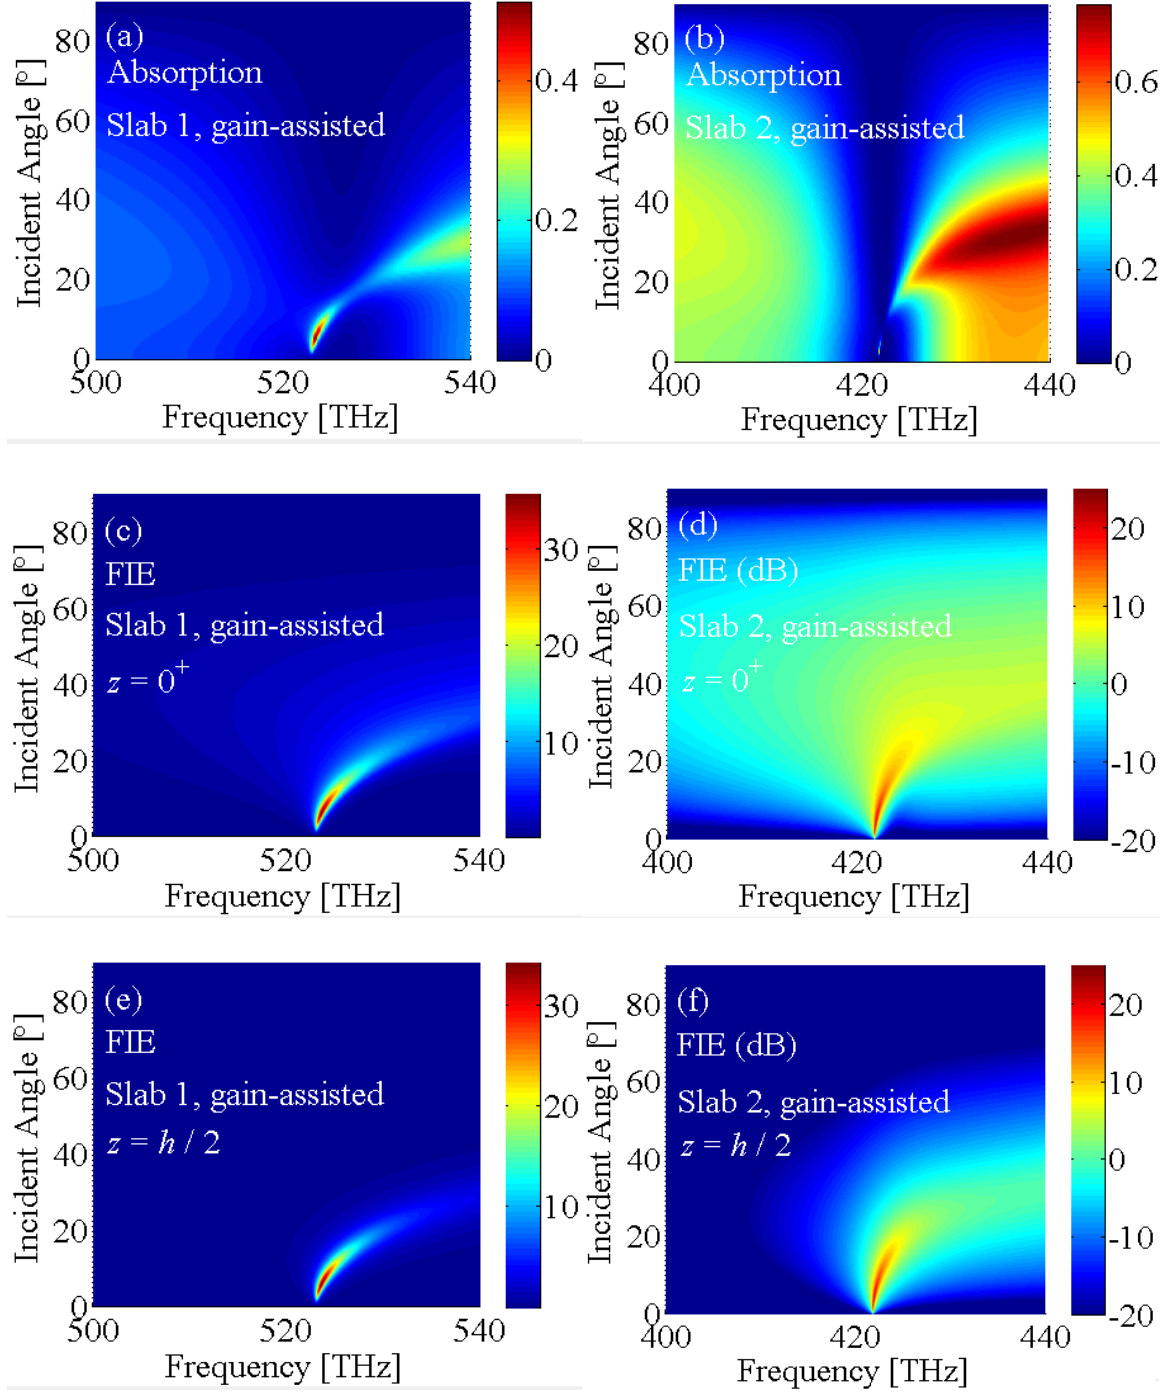 (a)
Absorption
Slab 1, gain-assisted
Incident Angle [°]
80
60
40
20
0
500
520
540
Frequency [THz]
0.4
0.2
0
(b)
Absorption
Slab 2, gain-assisted
Incident Angle [°]
80
60
40
20
0
400
420
440
Frequency [THz]
0.6
0.4
0.2
0
(c)
FIE
Slab 1, gain-assisted
z = 0⁺
Incident Angle [°]
80
60
40
20
0
500
520
540
Frequency [THz]
30
20
10
(d)
FIE (dB)
Slab 2, gain-assisted
z = 0⁺
Incident Angle [°]
80
60
40
20
0
400
420
440
Frequency [THz]
20
10
0
-10
-20
(e)
FIE
Slab 1, gain-assisted
z = h / 2
Incident Angle [°]
80
60
40
20
0
500
520
540
Frequency [THz]
30
20
10
(f)
FIE (dB)
Slab 2, gain-assisted
z = h / 2
Incident Angle [°]
80
60
40
20
0
400
420
440
Frequency [THz]
20
10
0
-10
-20